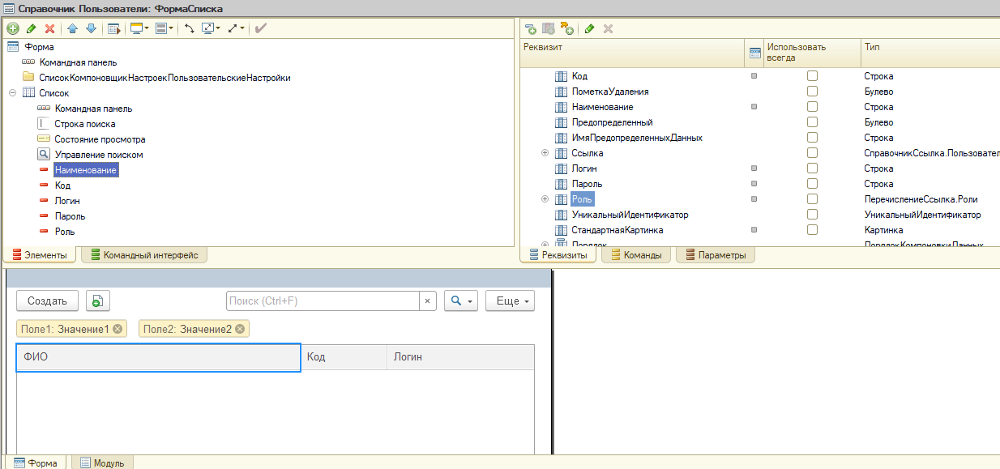 Справочник Пользователи: ФормаСписка
Форма
Командная панель
СписокКомпоновщикНастроекПользовательскиеНастройки
Список
Командная панель
Строка поиска
Состояние просмотра
Управление поиском
Наименование
Код
Логин
Пароль
Роль
Элементы
Командный интерфейс
Реквизит
Использовать
всегда
Тип
Код Строка
ПометкаУдаления Булево
Наименование Строка
Предопределенный Булево
ИмяПредопределенныхДанных Строка
Ссылка СправочникСсылка.Пользовател
Логин Строка
Пароль Строка
Роль ПеречислениеСсылка.Роли
УникальныйИдентификатор УникальныйИдентификатор
СтандартнаяКартинка Картинка
Порядок ПорядокКомпоновкиДанных
Реквизиты Команды Параметры
Создать Поиск (Ctrl+F) × Еще
Поле1: Значение1 Поле2: Значение2
ФИО Код Логин
Форма Модуль